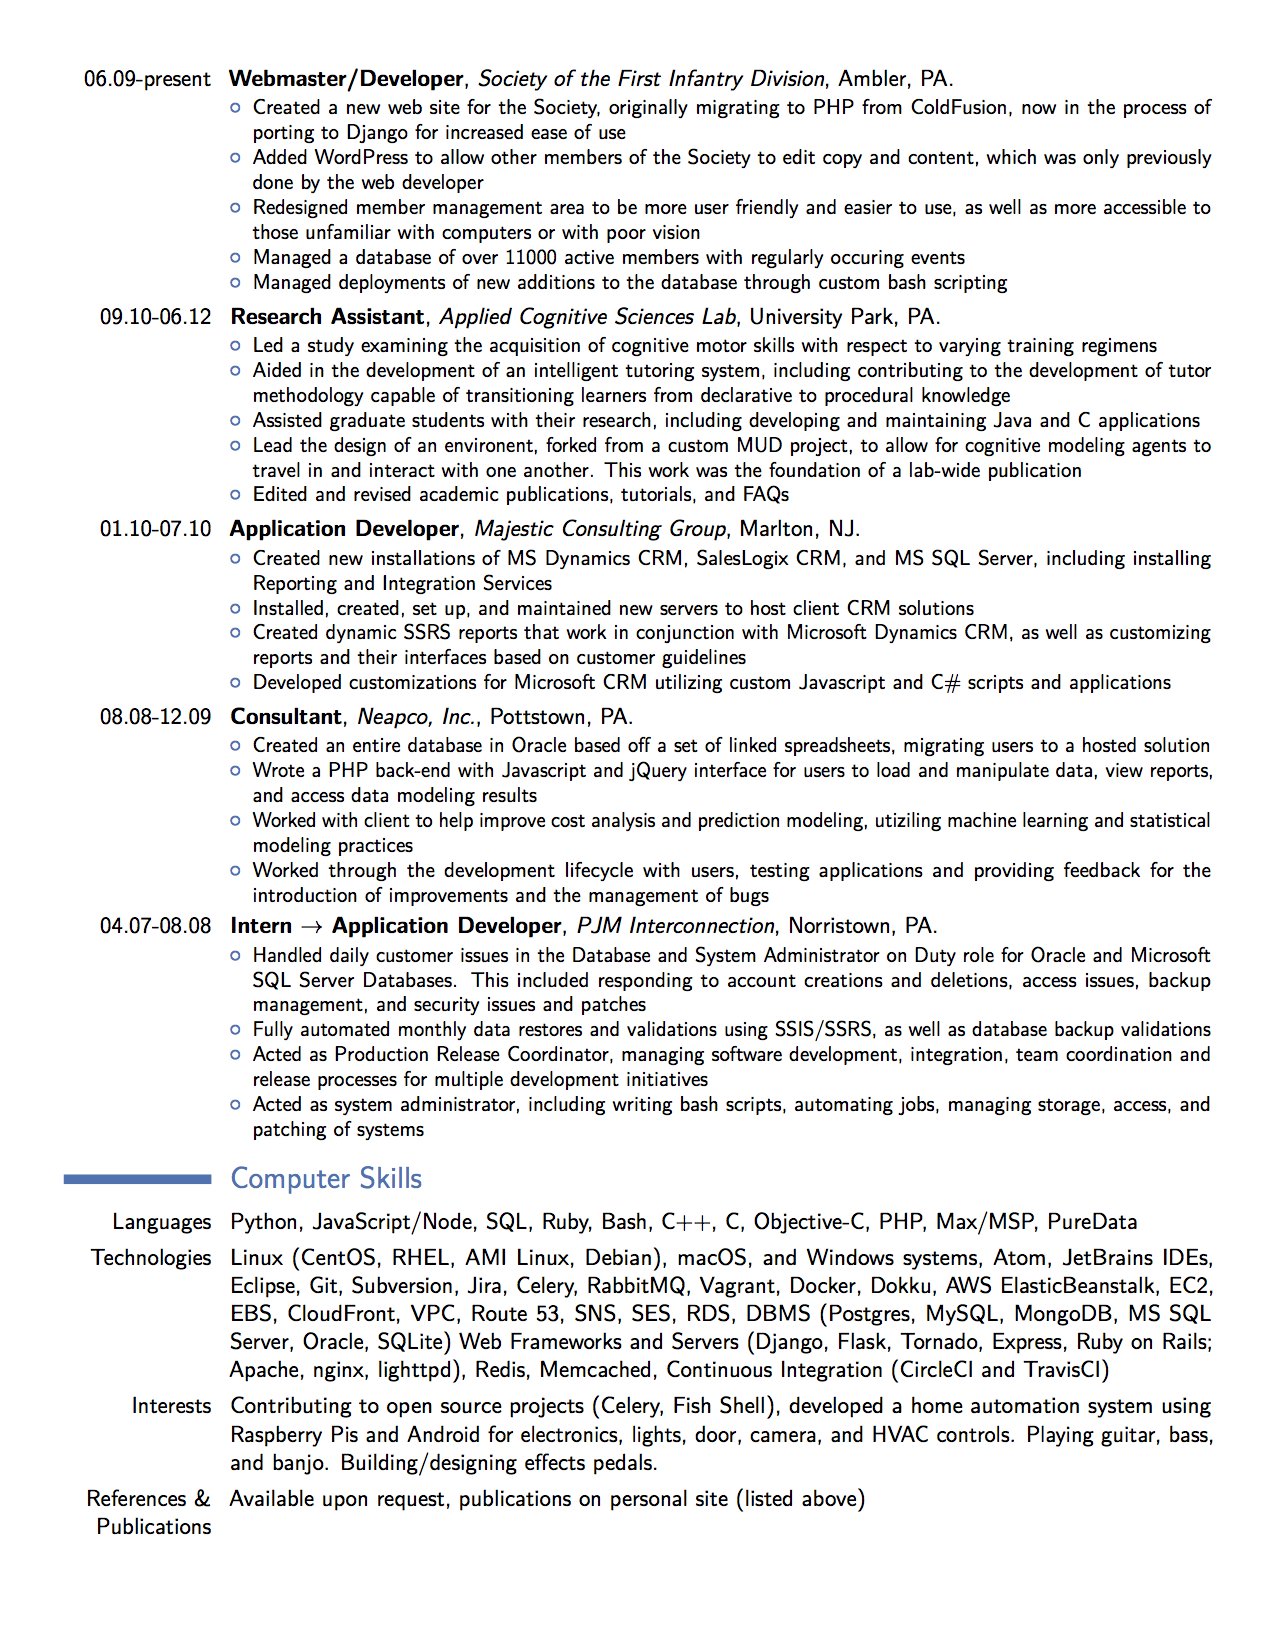 06.09-present Webmaster/Developer, Society of the First Infantry Division, Ambler, PA.
○ Created a new web site for the Society, originally migrating to PHP from ColdFusion, now in the process of
porting to Django for increased ease of use
○ Added WordPress to allow other members of the Society to edit copy and content, which was only previously
done by the web developer
○ Redesigned member management area to be more user friendly and easier to use, as well as more accessible to
those unfamiliar with computers or with poor vision
○ Managed a database of over 11000 active members with regularly occuring events
○ Managed deployments of new additions to the database through custom bash scripting
09.10-06.12 Research Assistant, Applied Cognitive Sciences Lab, University Park, PA.
○ Led a study examining the acquisition of cognitive motor skills with respect to varying training regimens
○ Aided in the development of an intelligent tutoring system, including contributing to the development of tutor
methodology capable of transitioning learners from declarative to procedural knowledge
○ Assisted graduate students with their research, including developing and maintaining Java and C applications
○ Lead the design of an environent, forked from a custom MUD project, to allow for cognitive modeling agents to
travel in and interact with one another. This work was the foundation of a lab-wide publication
○ Edited and revised academic publications, tutorials, and FAQs
01.10-07.10 Application Developer, Majestic Consulting Group, Marlton, NJ.
○ Created new installations of MS Dynamics CRM, SalesLogix CRM, and MS SQL Server, including installing
Reporting and Integration Services
○ Installed, created, set up, and maintained new servers to host client CRM solutions
○ Created dynamic SSRS reports that work in conjunction with Microsoft Dynamics CRM, as well as customizing
reports and their interfaces based on customer guidelines
○ Developed customizations for Microsoft CRM utilizing custom Javascript and C# scripts and applications
08.08-12.09 Consultant, Neapco, Inc., Pottstown, PA.
○ Created an entire database in Oracle based off a set of linked spreadsheets, migrating users to a hosted solution
○ Wrote a PHP back-end with Javascript and jQuery interface for users to load and manipulate data, view reports,
and access data modeling results
○ Worked with client to help improve cost analysis and prediction modeling, utiziling machine learning and statistical
modeling practices
○ Worked through the development lifecycle with users, testing applications and providing feedback for the
introduction of improvements and the management of bugs
04.07-08.08 Intern → Application Developer, PJM Interconnection, Norristown, PA.
○ Handled daily customer issues in the Database and System Administrator on Duty role for Oracle and Microsoft
SQL Server Databases. This included responding to account creations and deletions, access issues, backup
management, and security issues and patches
○ Fully automated monthly data restores and validations using SSIS/SSRS, as well as database backup validations
○ Acted as Production Release Coordinator, managing software development, integration, team coordination and
release processes for multiple development initiatives
○ Acted as system administrator, including writing bash scripts, automating jobs, managing storage, access, and
patching of systems
Computer Skills
Languages Python, JavaScript/Node, SQL, Ruby, Bash, C++, C, Objective-C, PHP, Max/MSP, PureData
Technologies Linux (CentOS, RHEL, AMI Linux, Debian), macOS, and Windows systems, Atom, JetBrains IDEs,
Eclipse, Git, Subversion, Jira, Celery, RabbitMQ, Vagrant, Docker, Dokku, AWS ElasticBeanstalk, EC2,
EBS, CloudFront, VPC, Route 53, SNS, SES, RDS, DBMS (Postgres, MySQL, MongoDB, MS SQL
Server, Oracle, SQLite) Web Frameworks and Servers (Django, Flask, Tornado, Express, Ruby on Rails;
Apache, nginx, lighttpd), Redis, Memcached, Continuous Integration (CircleCI and TravisCI)
Interests Contributing to open source projects (Celery, Fish Shell), developed a home automation system using
Raspberry Pis and Android for electronics, lights, door, camera, and HVAC controls. Playing guitar, bass,
and banjo. Building/designing effects pedals.
References & Available upon request, publications on personal site (listed above)
Publications